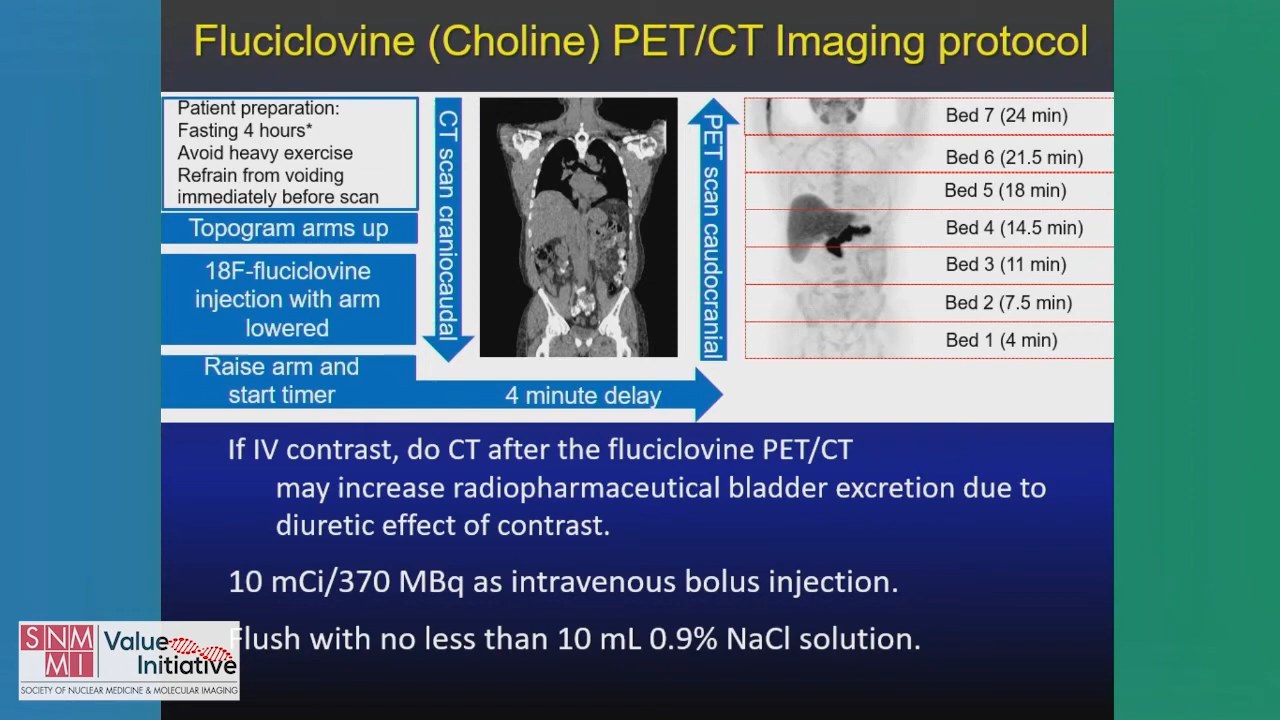 Fluciclovine (Choline) PET/CT Imaging protocol
Patient preparation:
Fasting 4 hours*
Avoid heavy exercise
Refrain from voiding
immediately before scan
Topogram arms up
18F-fluciclovine
injection with arm
lowered
Raise arm and
start timer
CT scan craniocaudal
4 minute delay
PET scan caudocranial
Bed 7 (24 min)
Bed 6 (21.5 min)
Bed 5 (18 min)
Bed 4 (14.5 min)
Bed 3 (11 min)
Bed 2 (7.5 min)
Bed 1 (4 min)
If IV contrast, do CT after the fluciclovine PET/CT
may increase radiopharmaceutical bladder excretion due to
diuretic effect of contrast.
10 mCi/370 MBq as intravenous bolus injection.
Flush with no less than 10 mL 0.9% NaCl solution.
SNM
MI
Value
Initiative
SOCIETY OF NUCLEAR MEDICINE & MOLECULAR IMAGING